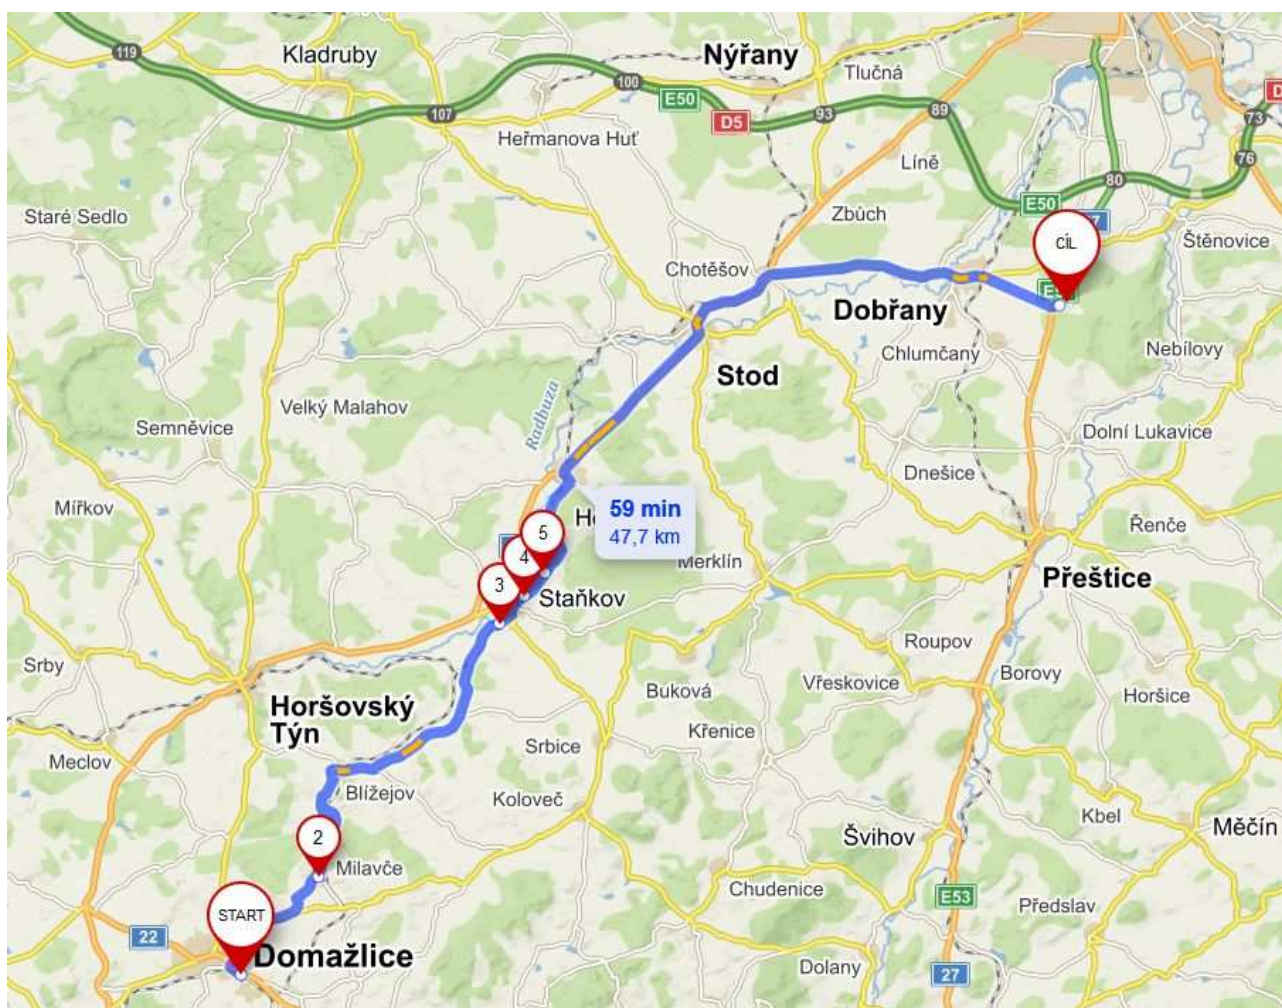 119
Kladruby
Nýřany
Tlučná
100
E50
D5
107
93
89
73
76
Heřmanova Huť
Líně
80
E50
Staré Sedlo
Zbůch
CÍL
Štěnovice
Chotěšov
Dobřany
Chlumčany
Nebílovy
Stod
Radbuza
Velký Malahov
Semněvice
Dolní Lukavice
Dnešice
Mířkov
59 min
47,7 km
5
4
3
Řenče
Merklín
Přeštice
Staňkov
Srby
Roupov
Borovy
Buková
Vřeskovice
Horšice
Horšovský
Týn
Křenice
Srbice
Meclov
Blížejov
Koloveč
Kbel
Měčín
Švihov
2
Milavče
Chudenice
E53
Předslav
START
22
Domažlice
Dolany
27